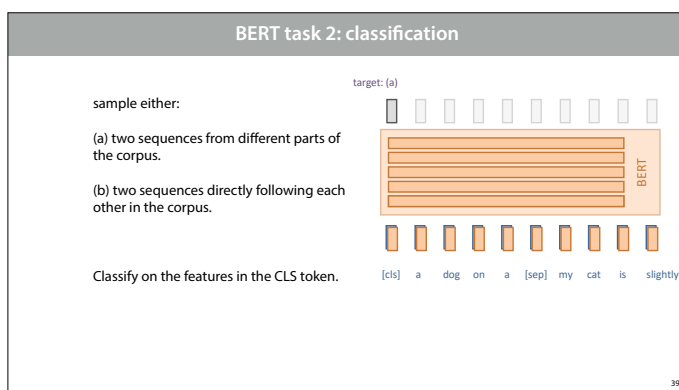 BERT task 2: classification
sample either:
(a) two sequences from different parts of
the corpus.
(b) two sequences directly following each
other in the corpus.
Classify on the features in the CLS token.
target: (a)
BERT
[cls] a dog on a [sep] my cat is slightly
39